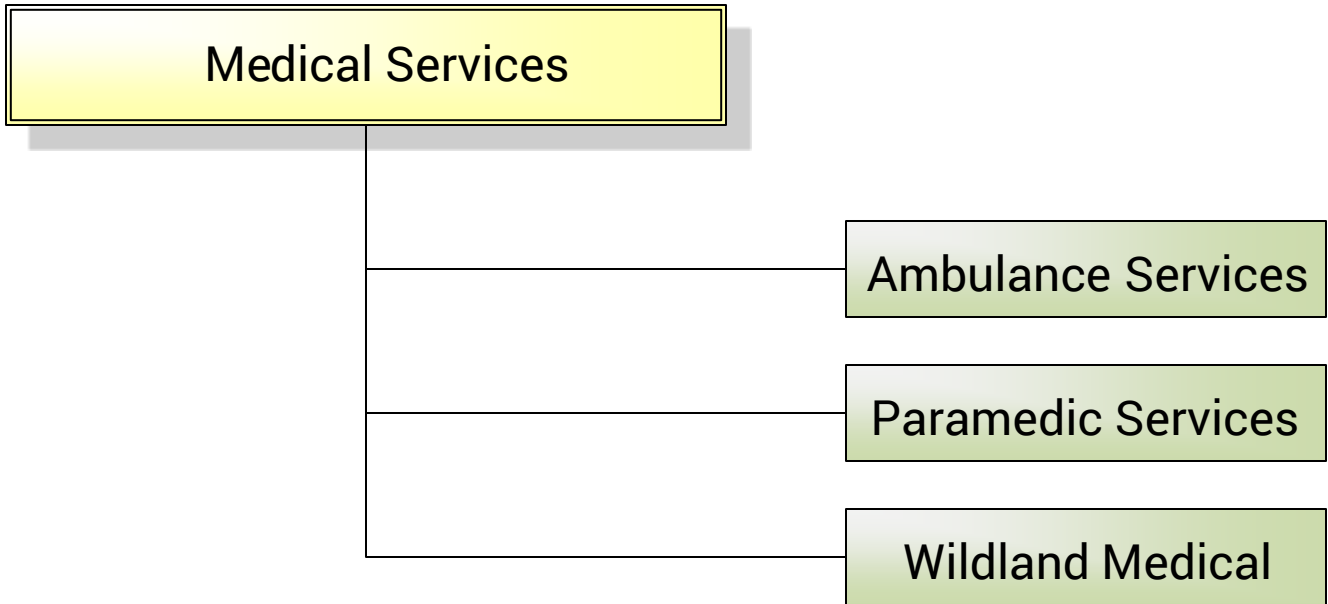 Medical Services
Ambulance Services
Paramedic Services
Wildland Medical